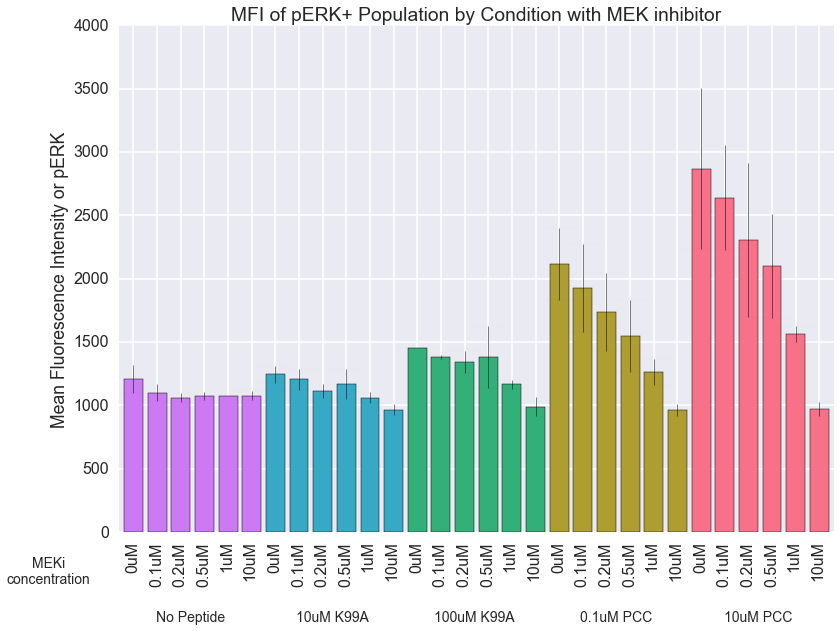 MFI of pERK+ Population by Condition with MEK inhibitor
4000
3500
3000
2500
2000
1500
1000
500
0
Mean Fluorescence Intensity or pERK
0uM 0.1uM 0.2uM 0.5uM 1uM 10uM 0uM 0.1uM 0.2uM 0.5uM 1uM 10uM 0uM 0.1uM 0.2uM 0.5uM 1uM 10uM 0uM 0.1uM 0.2uM 0.5uM 1uM 10uM 0uM 0.1uM 0.2uM 0.5uM 1uM 10uM
MEKi
concentration
No Peptide 10uM K99A 100uM K99A 0.1uM PCC 10uM PCC